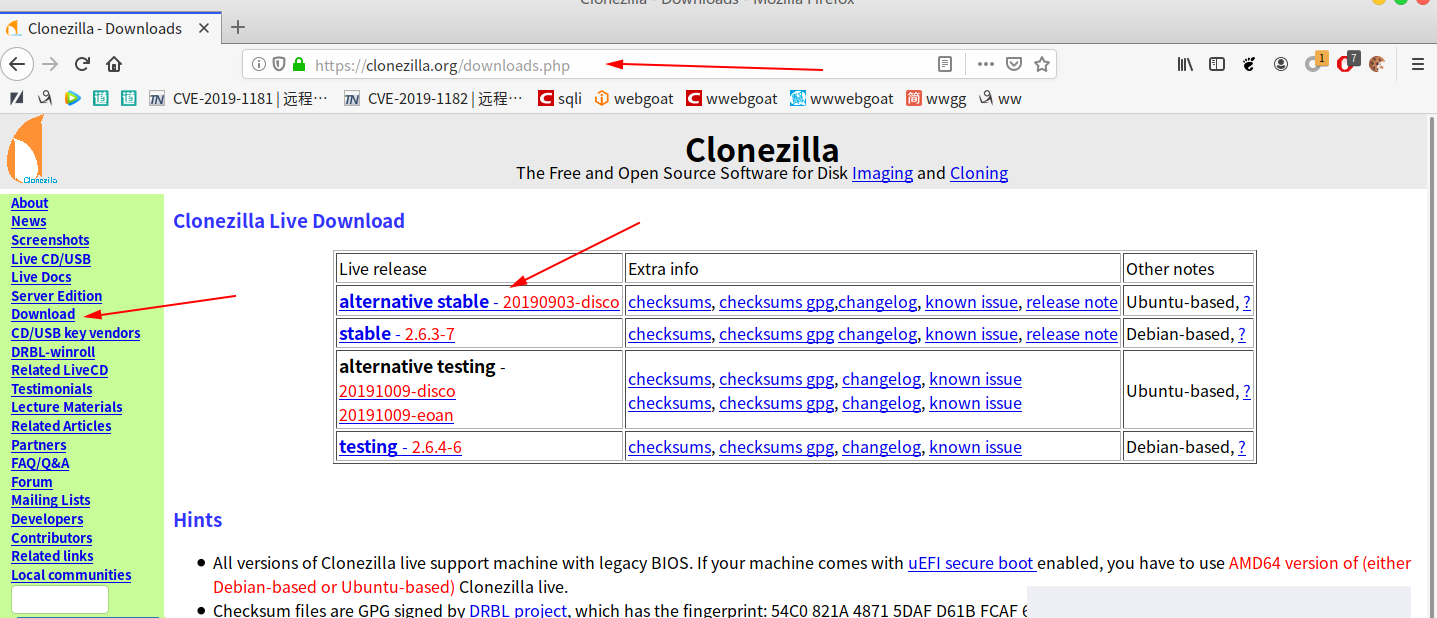 Clonezilla - Downloads - Mozilla Firefox
Clonezilla - Downloads
https://clonezilla.org/downloads.php
1
7
CVE-2019-1181 | 远程…
CVE-2019-1182 | 远程…
sqli
webgoat
wwebgoat
wwwebgoat
wwgg
ww
Clonezilla
Clonezilla
The Free and Open Source Software for Disk Imaging and Cloning
About
News
Screenshots
Live CD/USB
Live Docs
Server Edition
Download
CD/USB key vendors
DRBL-winroll
Related LiveCD
Testimonials
Lecture Materials
Related Articles
Partners
FAQ/Q&A
Forum
Mailing Lists
Developers
Contributors
Related links
Local communities
Clonezilla Live Download
Live release Extra info Other notes
alternative stable - 20190903-disco checksums, checksums gpg,changelog, known issue, release note Ubuntu-based, ?
stable - 2.6.3-7 checksums, checksums gpg changelog, known issue, release note Debian-based, ?
alternative testing -
20191009-disco checksums, checksums gpg, changelog, known issue Ubuntu-based, ?
20191009-eoan checksums, checksums gpg, changelog, known issue
testing - 2.6.4-6 checksums, checksums gpg, changelog, known issue Debian-based, ?
Hints
All versions of Clonezilla live support machine with legacy BIOS. If your machine comes with uEFI secure boot enabled, you have to use AMD64 version of (either
Debian-based or Ubuntu-based) Clonezilla live.
Checksum files are GPG signed by DRBL project, which has the fingerprint: 54C0 821A 4871 5DAF D61B FCAF